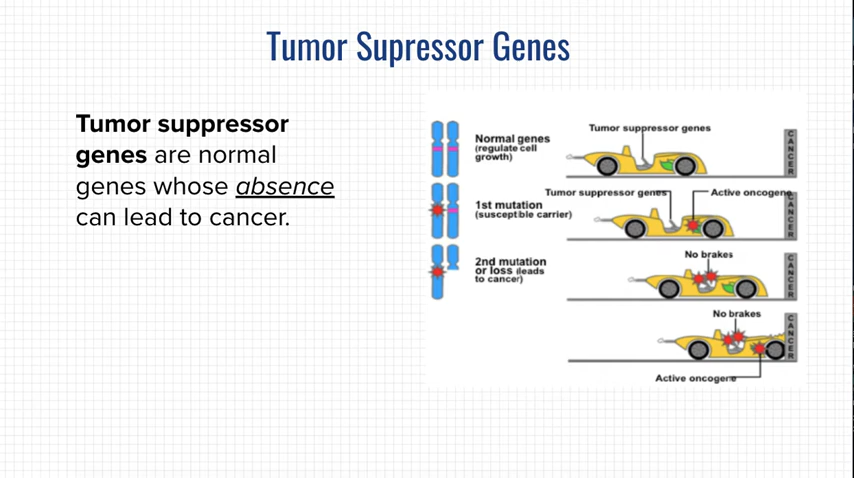 Tumor Supressor Genes
Tumor suppressor
genes are normal
genes whose absence
can lead to cancer.
Normal genes
(regulate cell
growth)
1st mutation
(susceptible carrier)
2nd mutation
or loss (leads
to cancer)
Tumor suppressor genes
CANCER
Tumor suppressor genes
Active oncogene
CANCER
No brakes
CANCER
No brakes
CANCER
Active oncogene